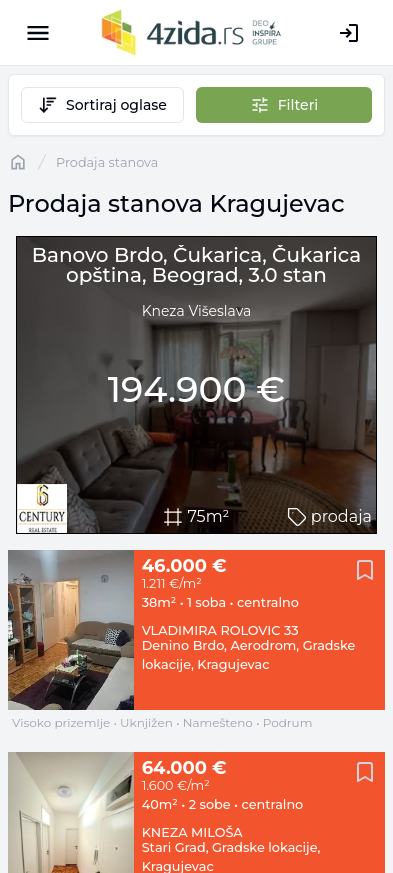 4zida.rs
DEO
INSPIRA
GRUPE
Sortiraj oglase
Filteri
Prodaja stanova
Prodaja stanova Kragujevac
Banovo Brdo, Čukarica, Čukarica
opština, Beograd, 3.0 stan
Kneza Višeslava
194.900 €
CENTURY
REAL ESTATE
75m²
prodaja
46.000 €
1.211 €/m²
38m² • 1 soba • centralno
VLADIMIRA ROLOVIC 33
Denino Brdo, Aerodrom, Gradske
lokacije, Kragujevac
Visoko prizemlje • Uknjižen • Namešteno • Podrum
64.000 €
1.600 €/m²
40m² • 2 sobe • centralno
KNEZA MILOŠA
Stari Grad, Gradske lokacije,
Kragujevac